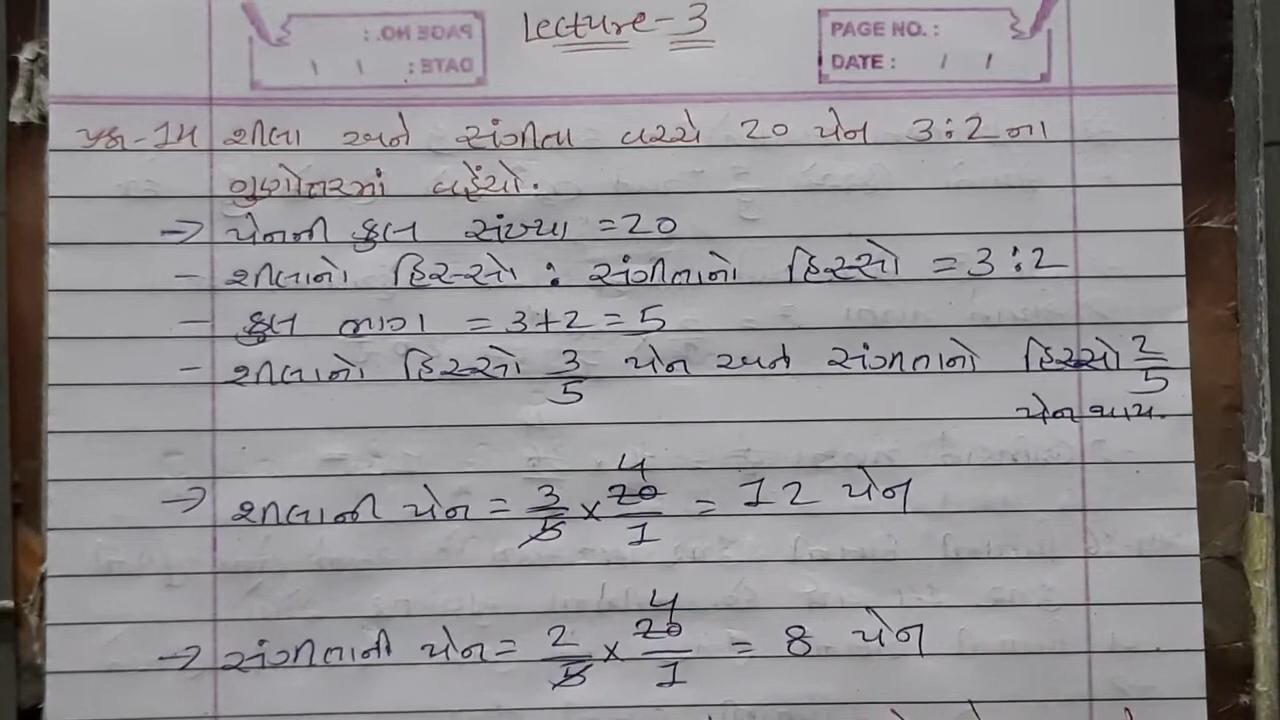 Lecture-3
PAGE NO. :
DATE : / /
PAGE NO. :
DATE : / /
પ્રશ્ન-14 શીલા અને સંગીતા વચ્ચે 20 પેન 3:2 ના
ગુણોત્તરમાં વહેંચો.
→ પેનની કુલ સંખ્યા = 20
- શીલાનો હિસ્સો : સંગીતાનો હિસ્સો = 3:2
- કુલ ભાગ = 3+2 = 5
- શીલાનો હિસ્સો 3/5 પેન અને સંગીતાનો હિસ્સો 2/5
પેન થાય.
→ શીલાની પેન = 3/5 × 20/1 = 12 પેન
4
→ સંગીતાની પેન = 2/5 × 20/1 = 8 પેન
4